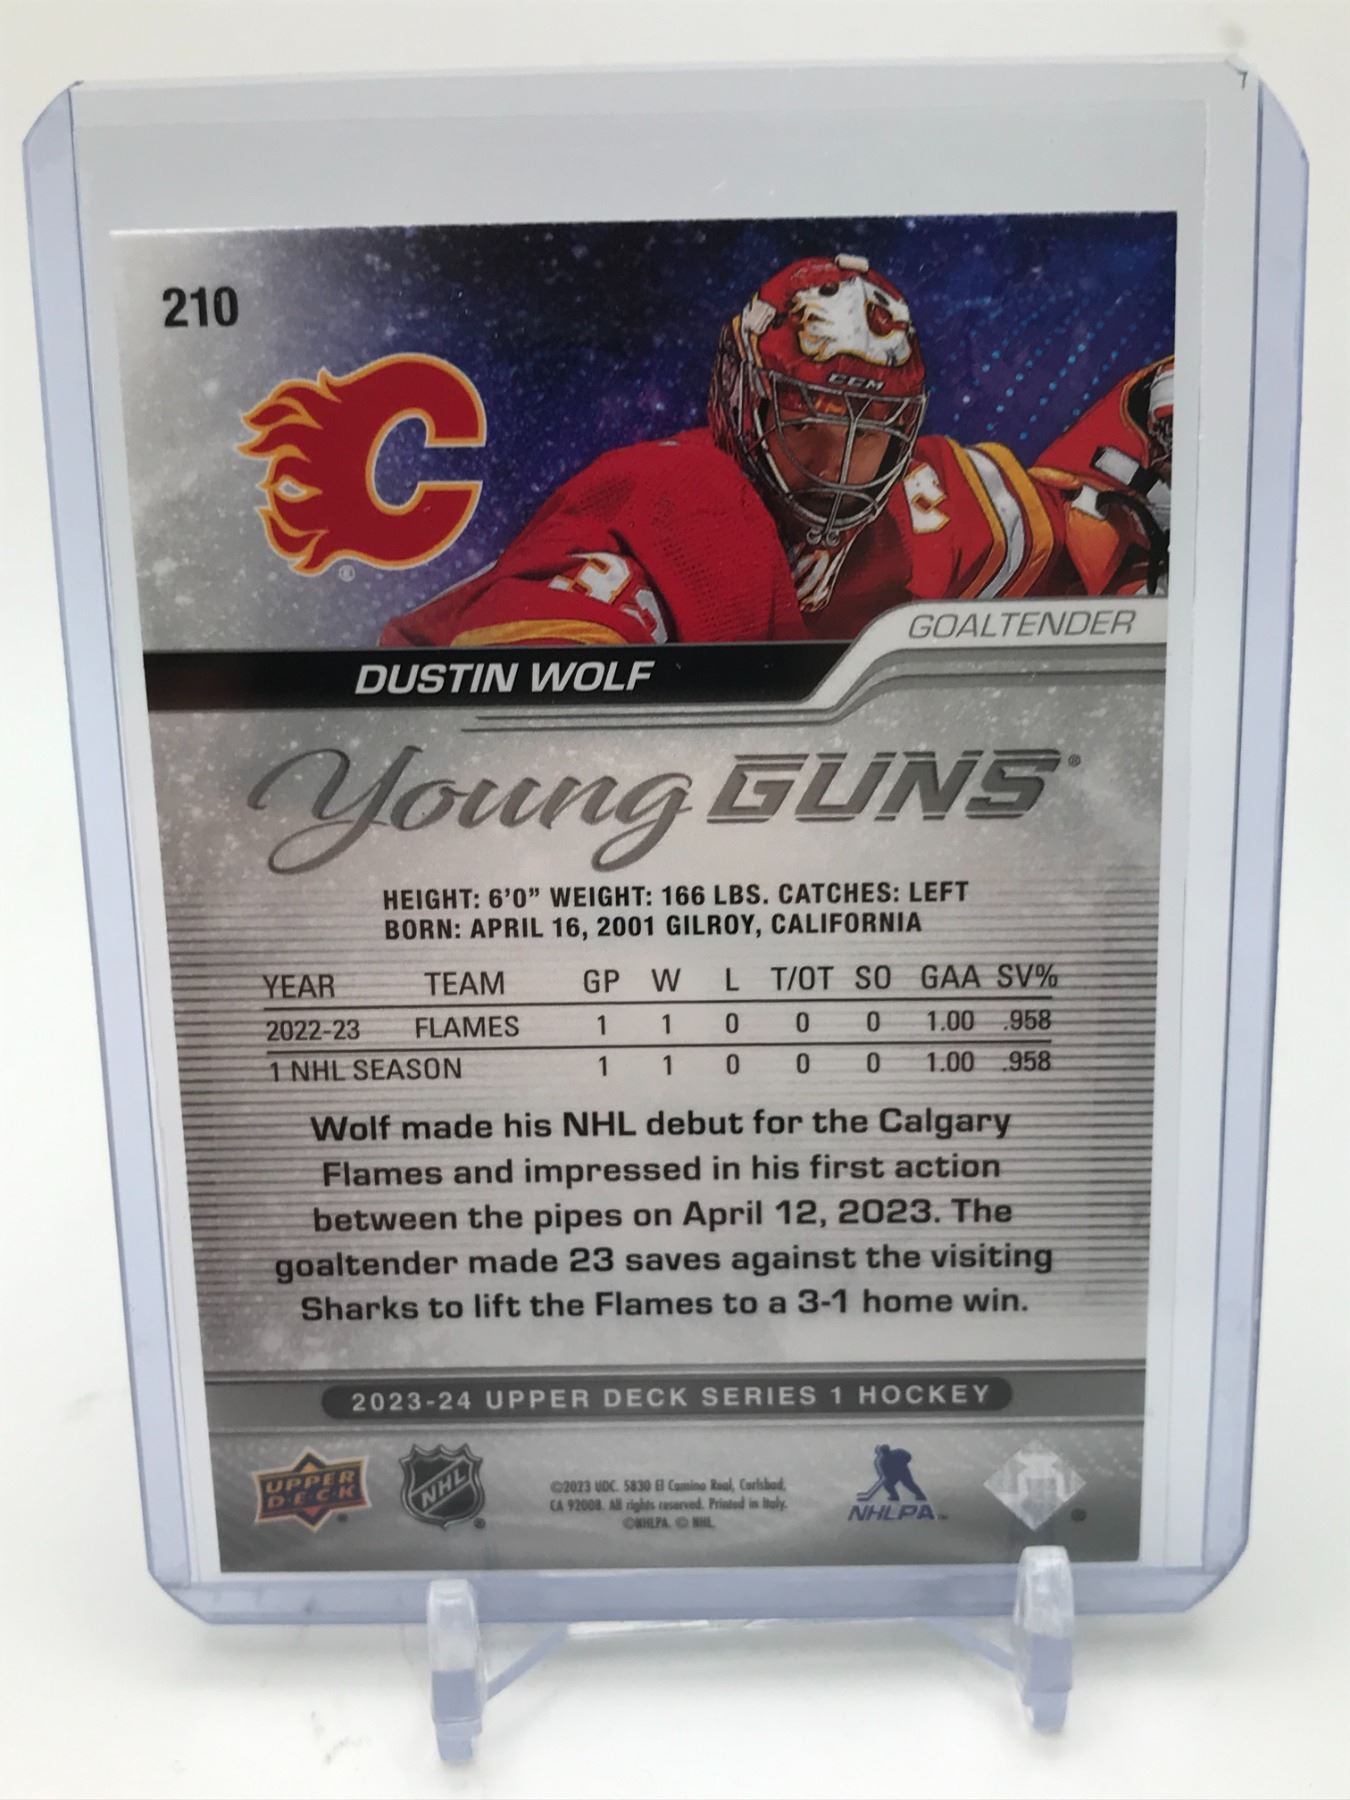 210
CCM
C
GOALTENDER
DUSTIN WOLF
Young GUNS®
HEIGHT: 6'0" WEIGHT: 166 LBS. CATCHES: LEFT
BORN: APRIL 16, 2001 GILROY, CALIFORNIA
YEAR TEAM GP W L T/OT SO GAA SV%
2022-23 FLAMES 1 1 0 0 0 1.00 .958
1 NHL SEASON 1 1 0 0 0 1.00 .958
Wolf made his NHL debut for the Calgary
Flames and impressed in his first action
between the pipes on April 12, 2023. The
goaltender made 23 saves against the visiting
Sharks to lift the Flames to a 3-1 home win.
2023-24 UPPER DECK SERIES 1 HOCKEY
UPPER
DECK
NHL
©2023 UDC. 5830 El Camino Real, Carlsbad,
CA 92008. All rights reserved. Printed in Italy.
©NHLPA. © NHL.
NHLPA™